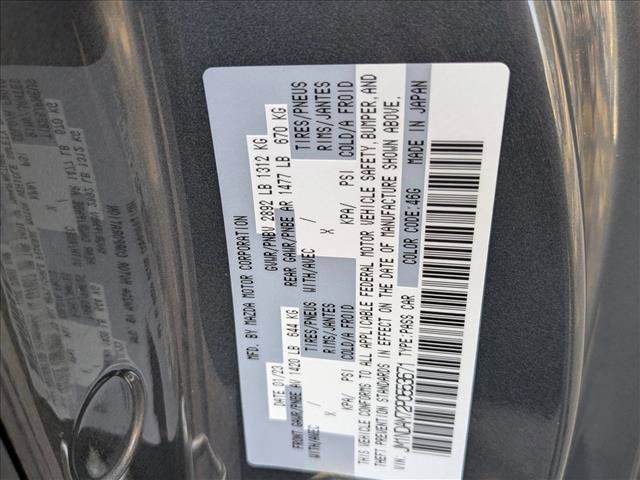 MFD. BY MAZDA MOTOR CORPORATION
DATE 01/23 GVWR/PNBV 2892 LB 1312 KG
FRONT GAWR/PNBE AV 1420 LB 644 KG REAR GAWR/PNBE AR 1477 LB 670 KG
WITH/AVEC / TIRES/PNEUS WITH/AVEC / TIRES/PNEUS
X RIMS/JANTES X RIMS/JANTES
KPA/ PSI COLD/A FROID KPA/ PSI COLD/A FROID
THIS VEHICLE CONFORMS TO ALL APPLICABLE FEDERAL MOTOR VEHICLE SAFETY, BUMPER, AND
THEFT PREVENTION STANDARDS IN EFFECT ON THE DATE OF MANUFACTURE SHOWN ABOVE.
VIN: TYPE:PASS CAR COLOR CODE:46G MADE IN JAPAN